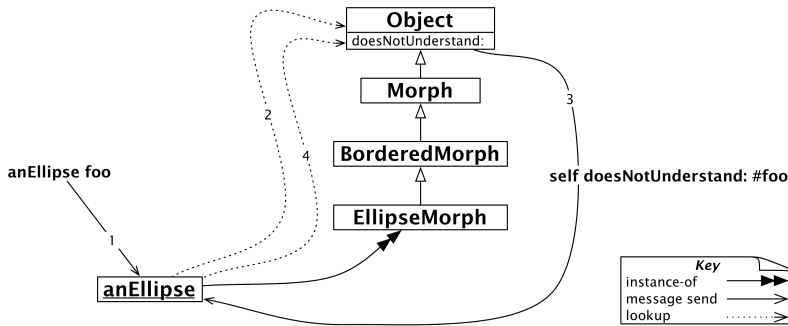 Object
doesNotUnderstand:
Morph
3
2
BorderedMorph
4
anEllipse foo
self doesNotUnderstand: #foo
EllipseMorph
1
anEllipse
Key
instance-of
message send
lookup